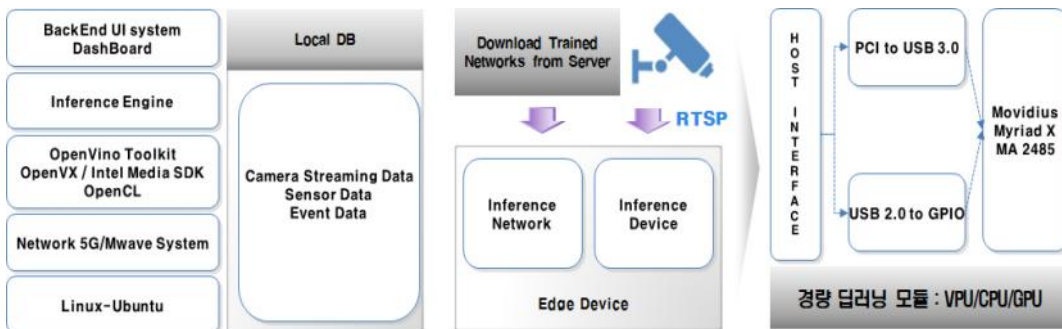 BackEnd UI system
DashBoard
Inference Engine
OpenVino Toolkit
OpenVX / Intel Media SDK
OpenCL
Network 5G/Mwave System
Linux-Ubuntu
Local DB
Camera Streaming Data
Sensor Data
Event Data
Download Trained
Networks from Server
RTSP
Inference
Network
Inference
Device
Edge Device
HOST INTERFACE
PCI to USB 3.0
USB 2.0 to GPIO
Movidius
Myriad X
MA 2485
경량 딥러닝 모듈 : VPU/CPU/GPU